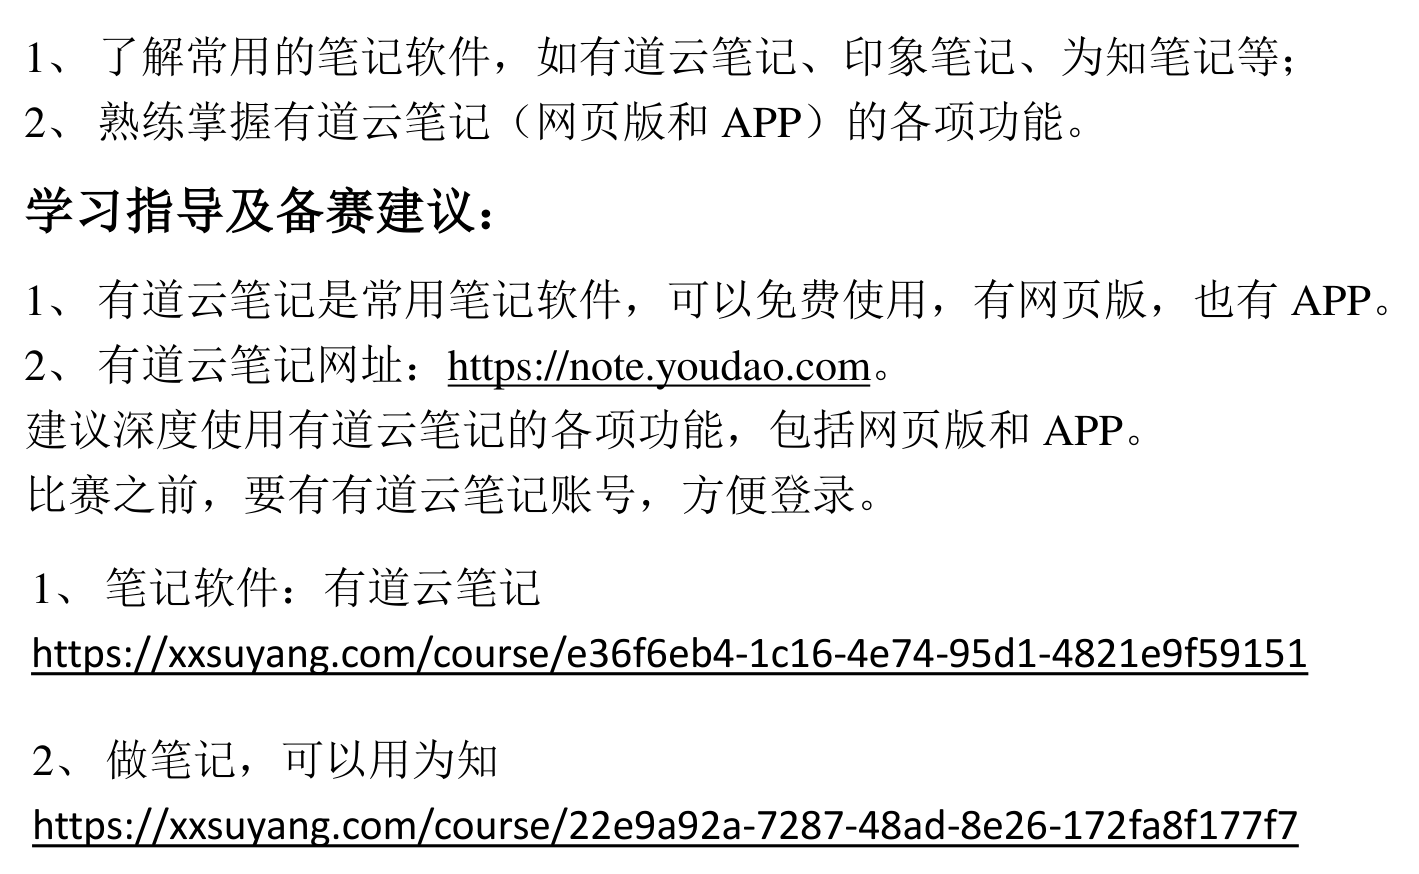 1、 了解常用的笔记软件，如有道云笔记、印象笔记、为知笔记等；
2、 熟练掌握有道云笔记（网页版和 APP）的各项功能。
学习指导及备赛建议：
1、 有道云笔记是常用笔记软件，可以免费使用，有网页版，也有 APP。
2、 有道云笔记网址：https://note.youdao.com。
建议深度使用有道云笔记的各项功能，包括网页版和 APP。
比赛之前，要有有道云笔记账号，方便登录。
1、 笔记软件：有道云笔记
https://xxsuyang.com/course/e36f6eb4-1c16-4e74-95d1-4821e9f59151
2、 做笔记，可以用为知
https://xxsuyang.com/course/22e9a92a-7287-48ad-8e26-172fa8f177f7